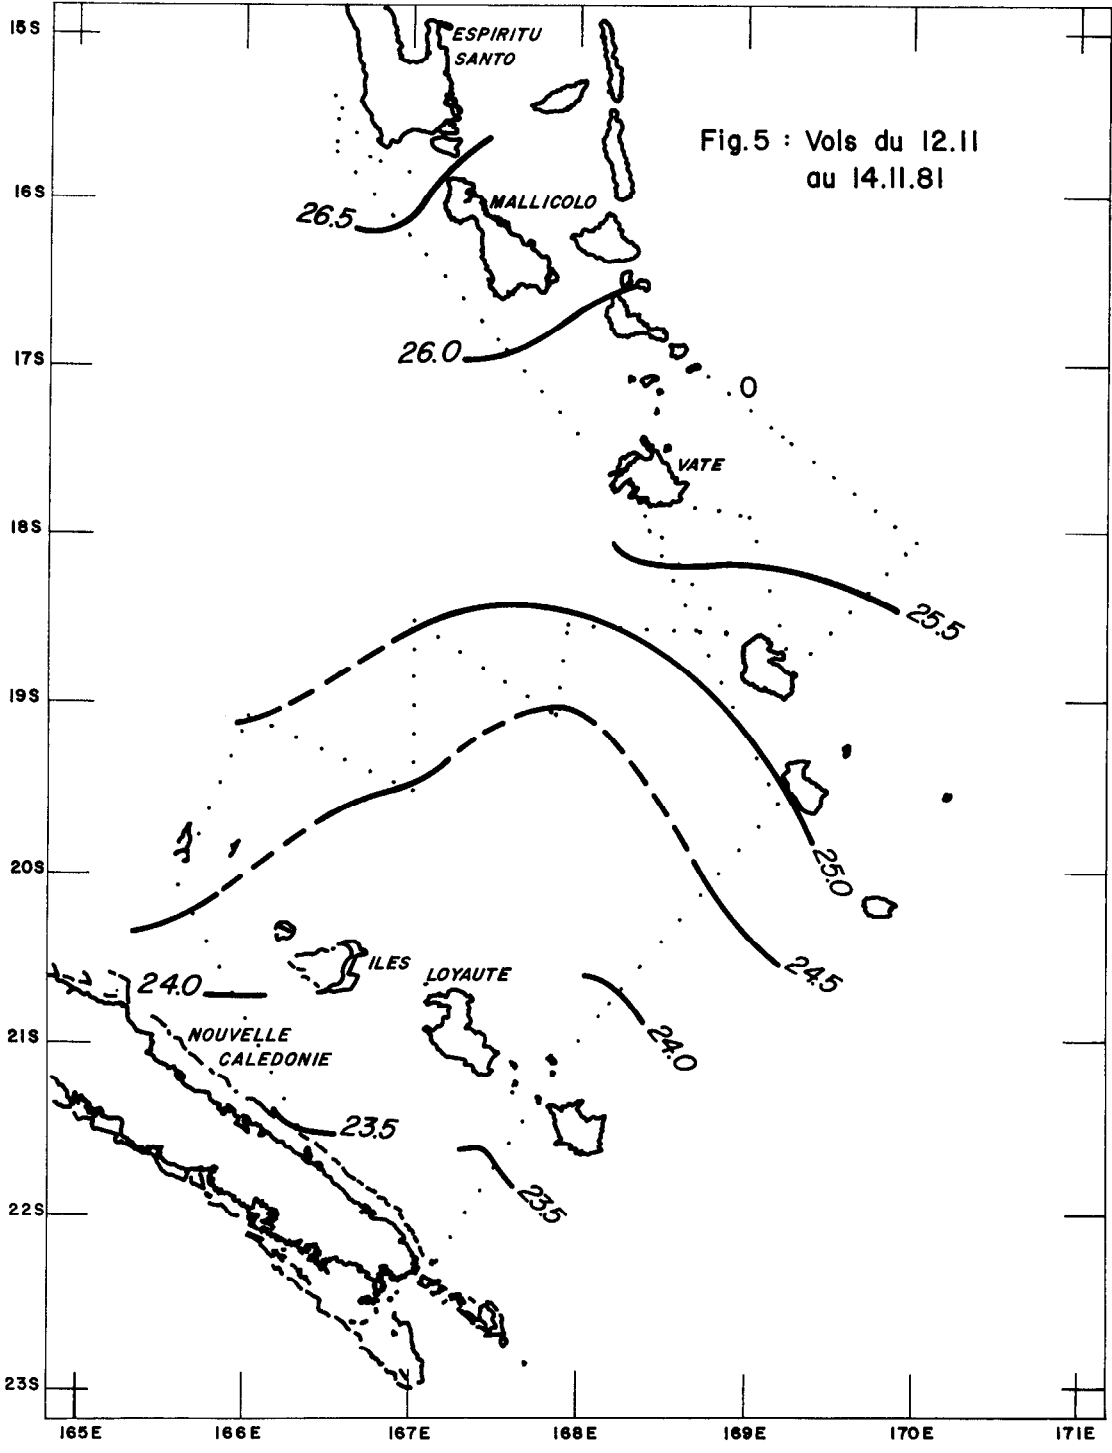 15S
ESPIRITU
SANTO
Fig.5 : Vols du 12.11
au 14.11.81
16S
MALLICOLO
26.5
26.0
17S
O
VATE
18S
25.5
19S
20S
25.0
24.5
ILES LOYAUTE
24.0
21S
NOUVELLE
CALEDONIE
24.0
23.5
23.5
22S
23S
165E 166E 167E 168E 169E 170E 171E